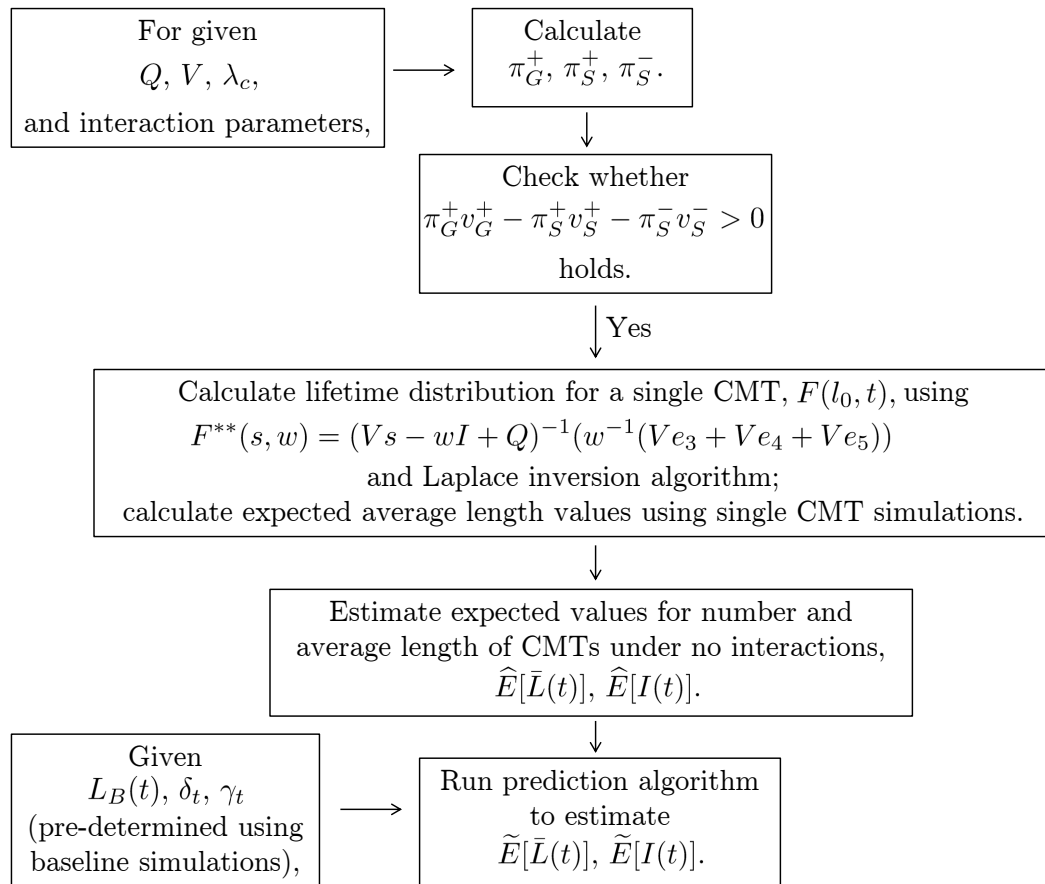 For given
Q, V, λ_c,
and interaction parameters,
Calculate
π_G^+, π_S^+, π_S^-.
Check whether
π_G^+ v_G^+ − π_S^+ v_S^+ − π_S^- v_S^- > 0
holds.
Yes
Calculate lifetime distribution for a single CMT, F(l_0, t), using
F^{**}(s, w) = (Vs − wI + Q)^{-1}(w^{-1}(Ve_3 + Ve_4 + Ve_5))
and Laplace inversion algorithm;
calculate expected average length values using single CMT simulations.
Estimate expected values for number and
average length of CMTs under no interactions,
Ê[L̄(t)], Ê[I(t)].
Given
L_B(t), δ_t, γ_t
(pre-determined using
baseline simulations),
Run prediction algorithm
to estimate
Ẽ[L̄(t)], Ẽ[I(t)].